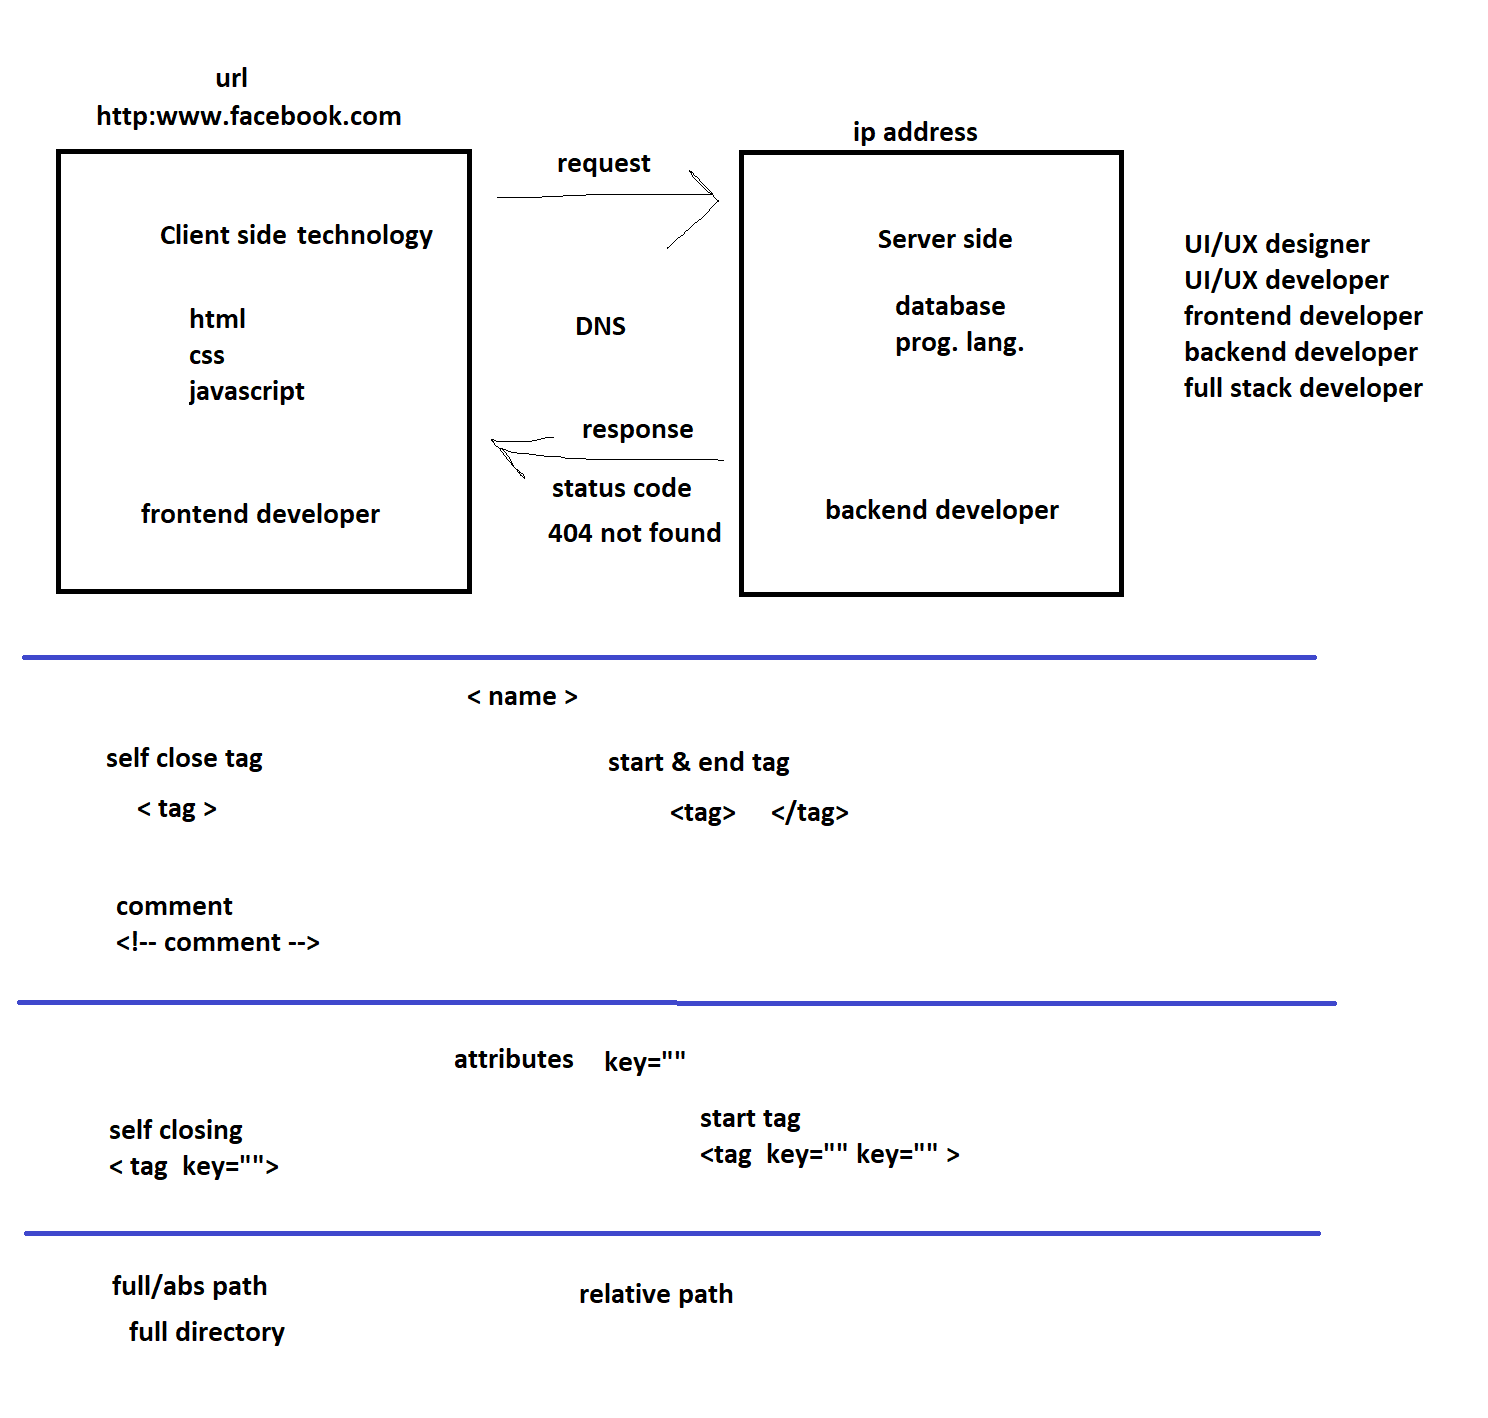 url
http:www.facebook.com
ip address
request
Client side technology
Server side
html
css
javascript
DNS
database
prog. lang.
UI/UX designer
UI/UX developer
frontend developer
backend developer
full stack developer
response
status code
404 not found
frontend developer
backend developer
< name >
self close tag
start & end tag
< tag >
<tag> </tag>
comment
<!-- comment -->
attributes key=""
self closing
< tag key="">
start tag
<tag key="" key="" >
full/abs path
full directory
relative path